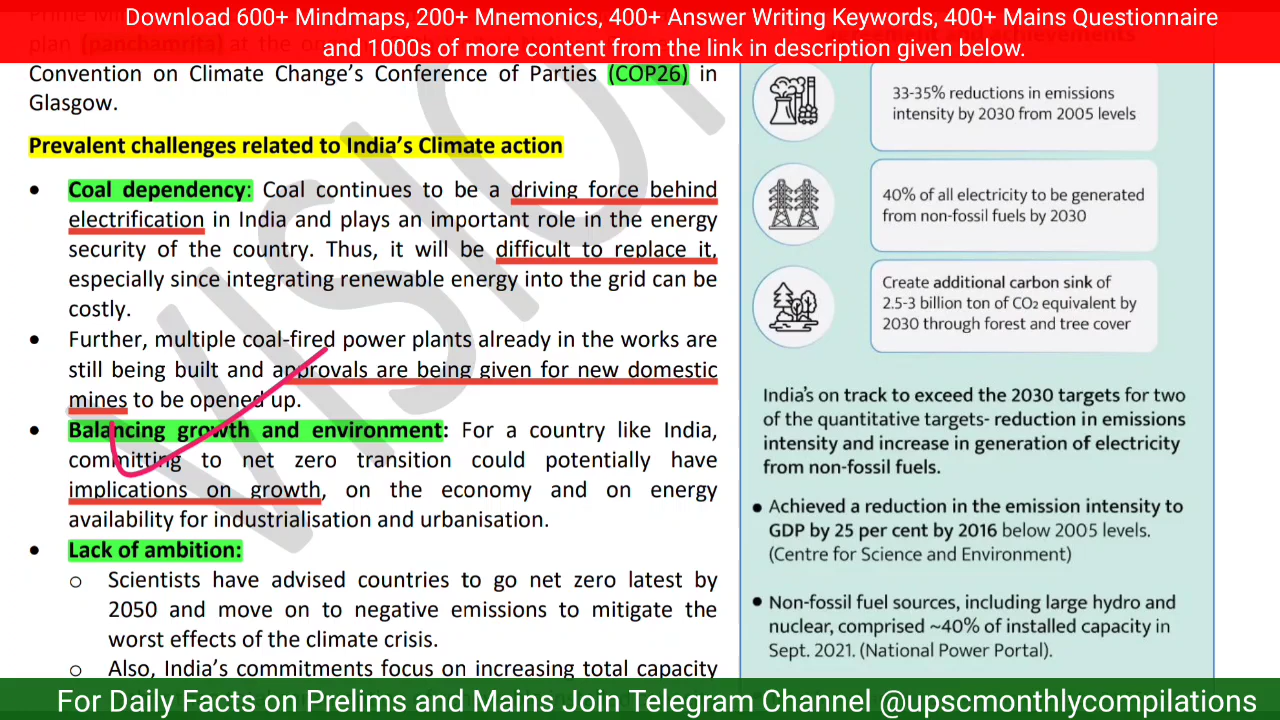 Download 600+ Mindmaps, 200+ Mnemonics, 400+ Answer Writing Keywords, 400+ Mains Questionnaire
and 1000s of more content from the link in description given below.
Convention on Climate Change's Conference of Parties (COP26) in
Glasgow.
Prevalent challenges related to India's Climate action
• Coal dependency: Coal continues to be a driving force behind
electrification in India and plays an important role in the energy
security of the country. Thus, it will be difficult to replace it,
especially since integrating renewable energy into the grid can be
costly.
• Further, multiple coal-fired power plants already in the works are
still being built and approvals are being given for new domestic
mines to be opened up.
• Balancing growth and environment: For a country like India,
committing to net zero transition could potentially have
implications on growth, on the economy and on energy
availability for industrialisation and urbanisation.
• Lack of ambition:
o Scientists have advised countries to go net zero latest by
2050 and move on to negative emissions to mitigate the
worst effects of the climate crisis.
o Also, India's commitments focus on increasing total capacity
33-35% reductions in emissions
intensity by 2030 from 2005 levels
40% of all electricity to be generated
from non-fossil fuels by 2030
Create additional carbon sink of
2.5-3 billion ton of CO₂ equivalent by
2030 through forest and tree cover
India's on track to exceed the 2030 targets for two
of the quantitative targets- reduction in emissions
intensity and increase in generation of electricity
from non-fossil fuels.
• Achieved a reduction in the emission intensity to
GDP by 25 per cent by 2016 below 2005 levels.
(Centre for Science and Environment)
• Non-fossil fuel sources, including large hydro and
nuclear, comprised ~40% of installed capacity in
Sept. 2021. (National Power Portal).
VISION
For Daily Facts on Prelims and Mains Join Telegram Channel @upscmonthlycompilations